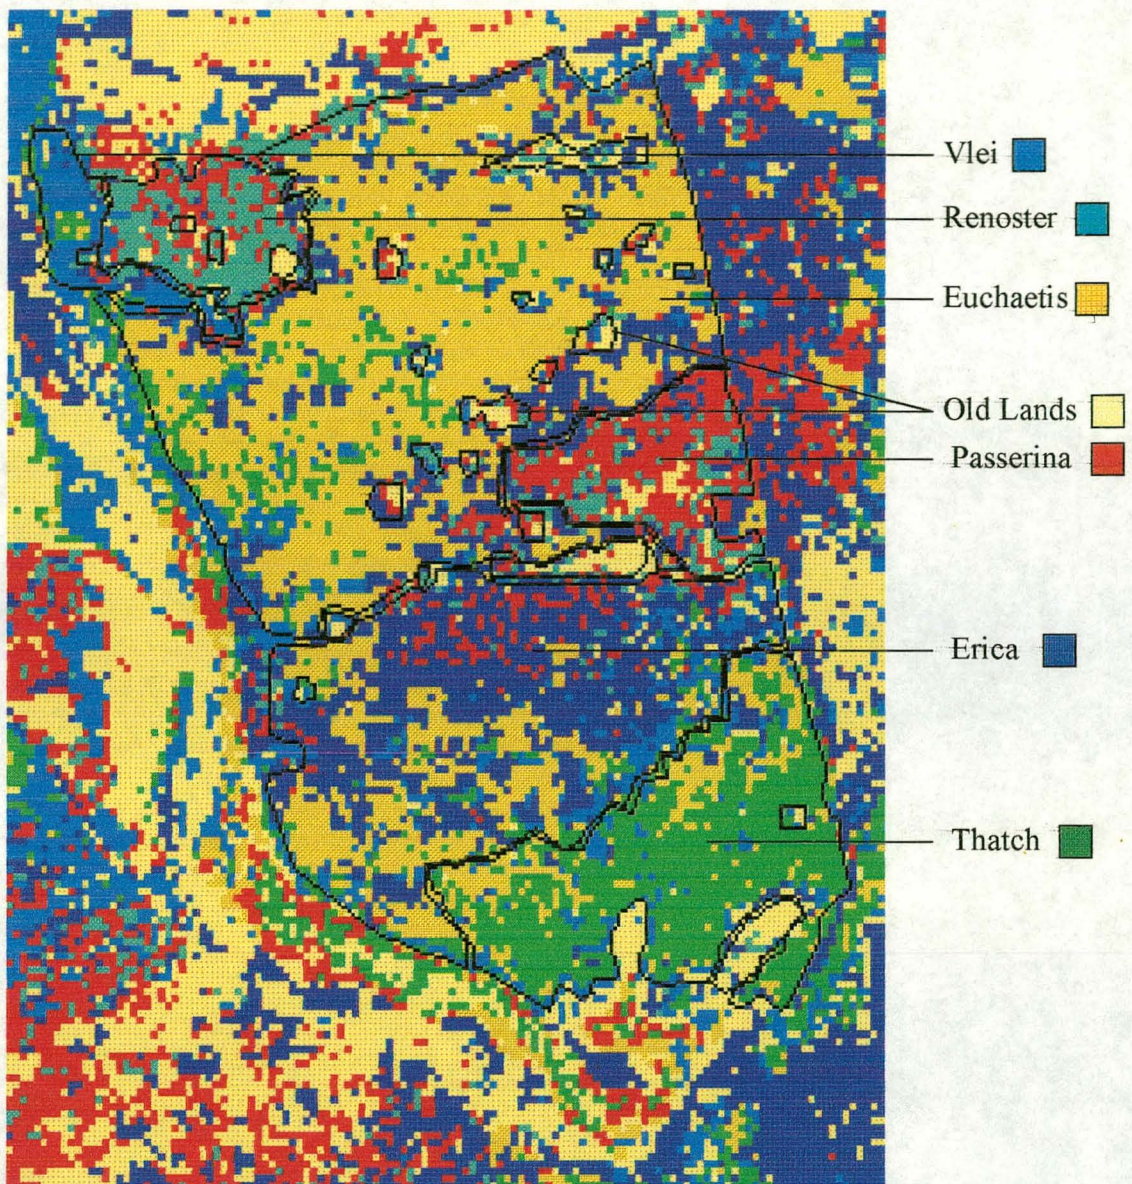 Vlei
Renoster
Euchaetis
Old Lands
Passerina
Erica
Thatch